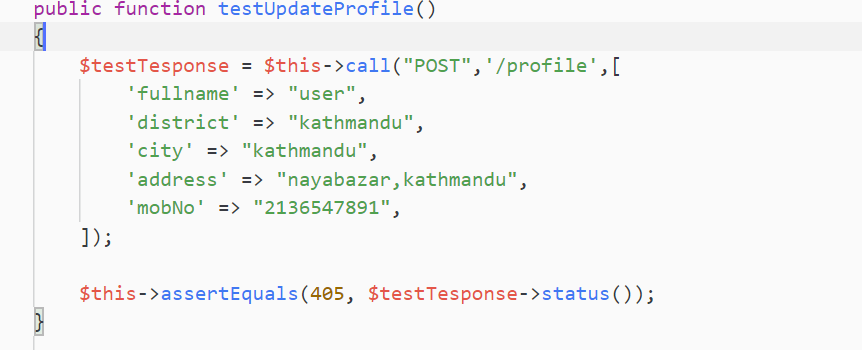 public function testUpdateProfile()
{
    $testTesponse = $this->call("POST",'/profile',[
        'fullname' => "user",
        'district' => "kathmandu",
        'city' => "kathmandu",
        'address' => "nayabazar,kathmandu",
        'mobNo' => "2136547891",
    ]);

    $this->assertEquals(405, $testTesponse->status());
}